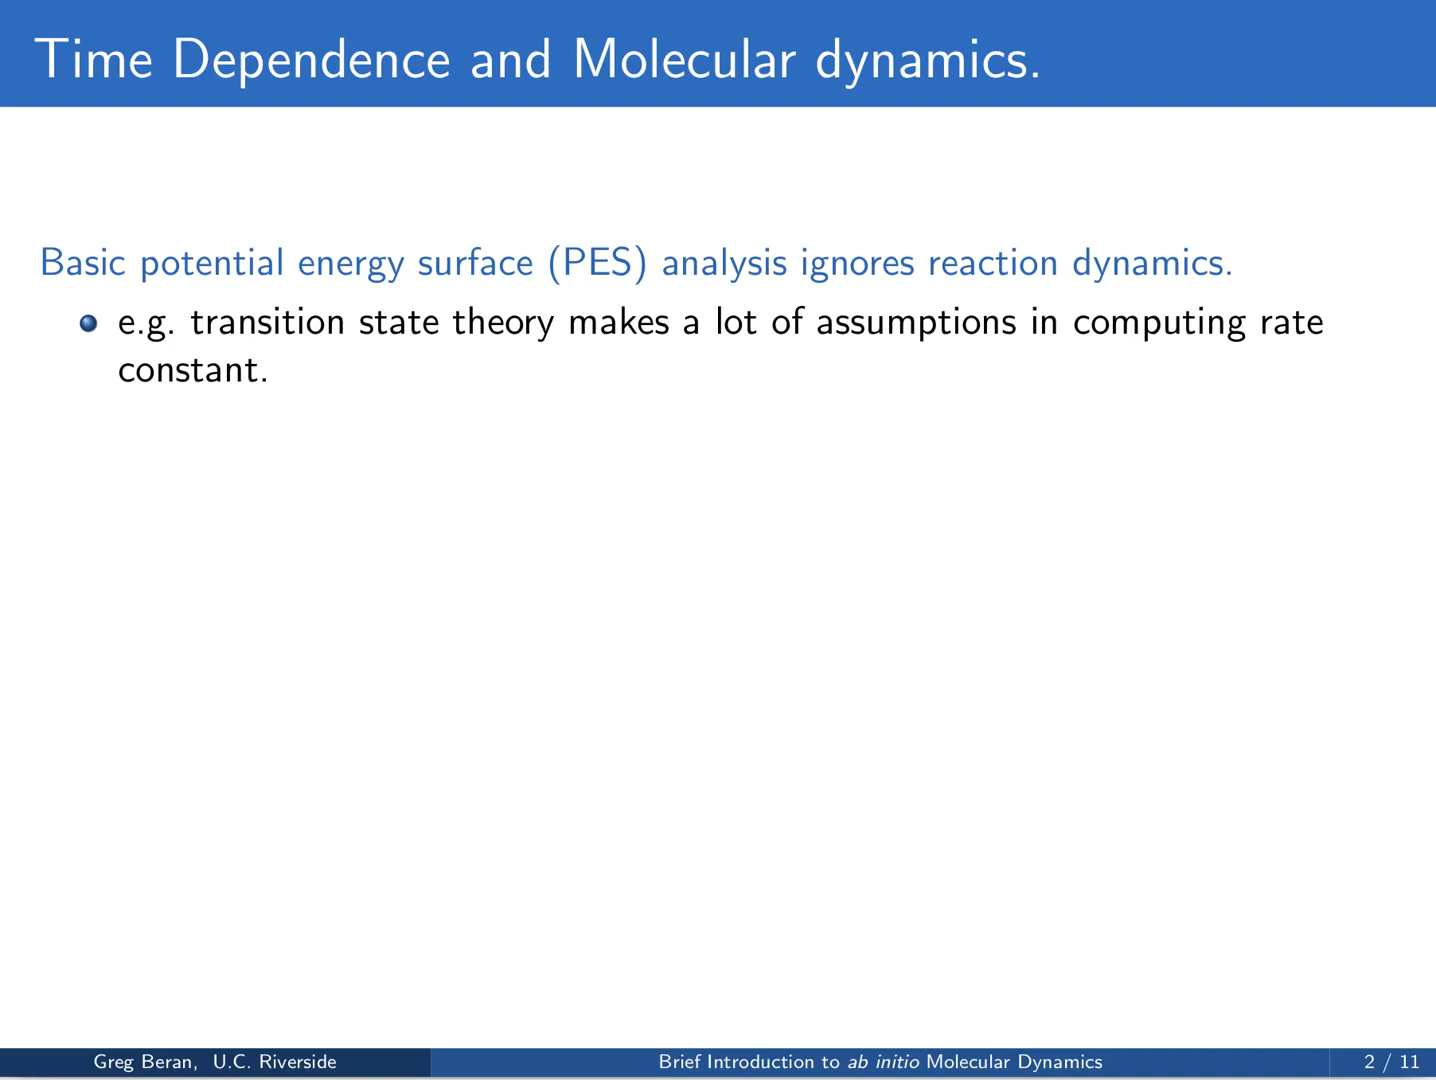 Time Dependence and Molecular dynamics.
Basic potential energy surface (PES) analysis ignores reaction dynamics.
e.g. transition state theory makes a lot of assumptions in computing rate
constant.
Greg Beran, U.C. Riverside
Brief Introduction to ab initio Molecular Dynamics
2 / 11